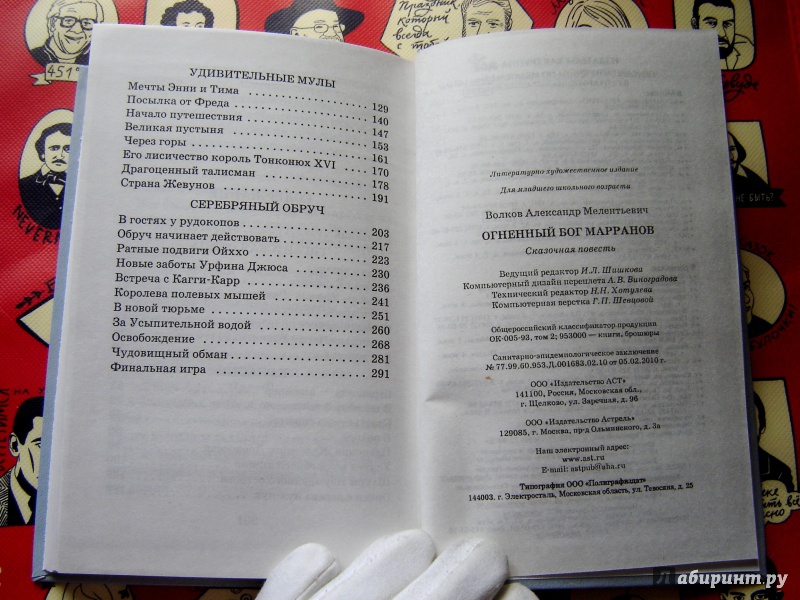 451°
Праздник,
который
всегда
с тобой
УДИВИТЕЛЬНЫЕ МУЛЫ
Мечты Энни и Тима 129
Посылка от Фреда 140
Начало путешествия 147
Великая пустыня 153
Через горы 161
Его лисичество король Тонконюх XVI 170
Драгоценный талисман 178
Страна Жевунов 191
СЕРЕБРЯНЫЙ ОБРУЧ
В гостях у рудокопов 203
Обруч начинает действовать 217
Ратные подвиги Ойххо 223
Новые заботы Урфина Джюса 230
Встреча с Кагги-Карр 236
Королева полевых мышей 241
В новой тюрьме 251
За Усыпительной водой 260
Освобождение 268
Чудовищный обман 281
Финальная игра 291
Литературно-художественное издание
Для младшего школьного возраста
Волков Александр Мелентьевич
ОГНЕННЫЙ БОГ МАРРАНОВ
Сказочная повесть
Ведущий редактор И.Л. Шишкова
Компьютерный дизайн переплета А.В. Виноградова
Технический редактор Н.Н. Хотулева
Компьютерная верстка Г.П. Шевцовой
Общероссийский классификатор продукции
ОК-005-93, том 2; 953000 — книги, брошюры
Санитарно-эпидемиологическое заключение
№ 77.99.60.953.Д.001683.02.10 от 05.02.2010 г.
ООО «Издательство АСТ»
141100, Россия, Московская обл.,
г. Щелково, ул. Заречная, д. 96
ООО «Издательство Астрель»
129085, г. Москва, пр-д Ольминского, д. 3а
Наш электронный адрес:
www.ast.ru
E-mail: astpub@aha.ru
Типография ООО «Полиграфиздат»
144003, г. Электросталь, Московская область, ул. Тевосяна, д. 25
NEVERM
БЫТЬ!
Лабиринт.ру